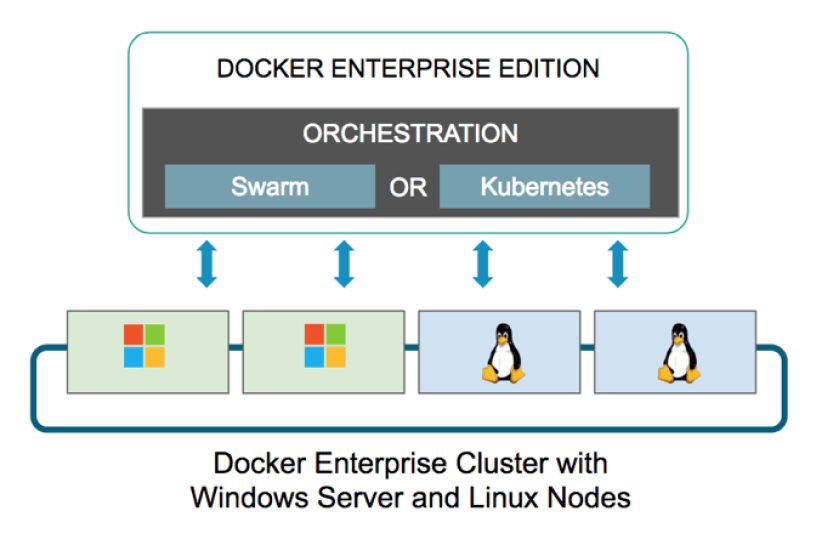 DOCKER ENTERPRISE EDITION
ORCHESTRATION
Swarm OR Kubernetes
Docker Enterprise Cluster with
Windows Server and Linux Nodes